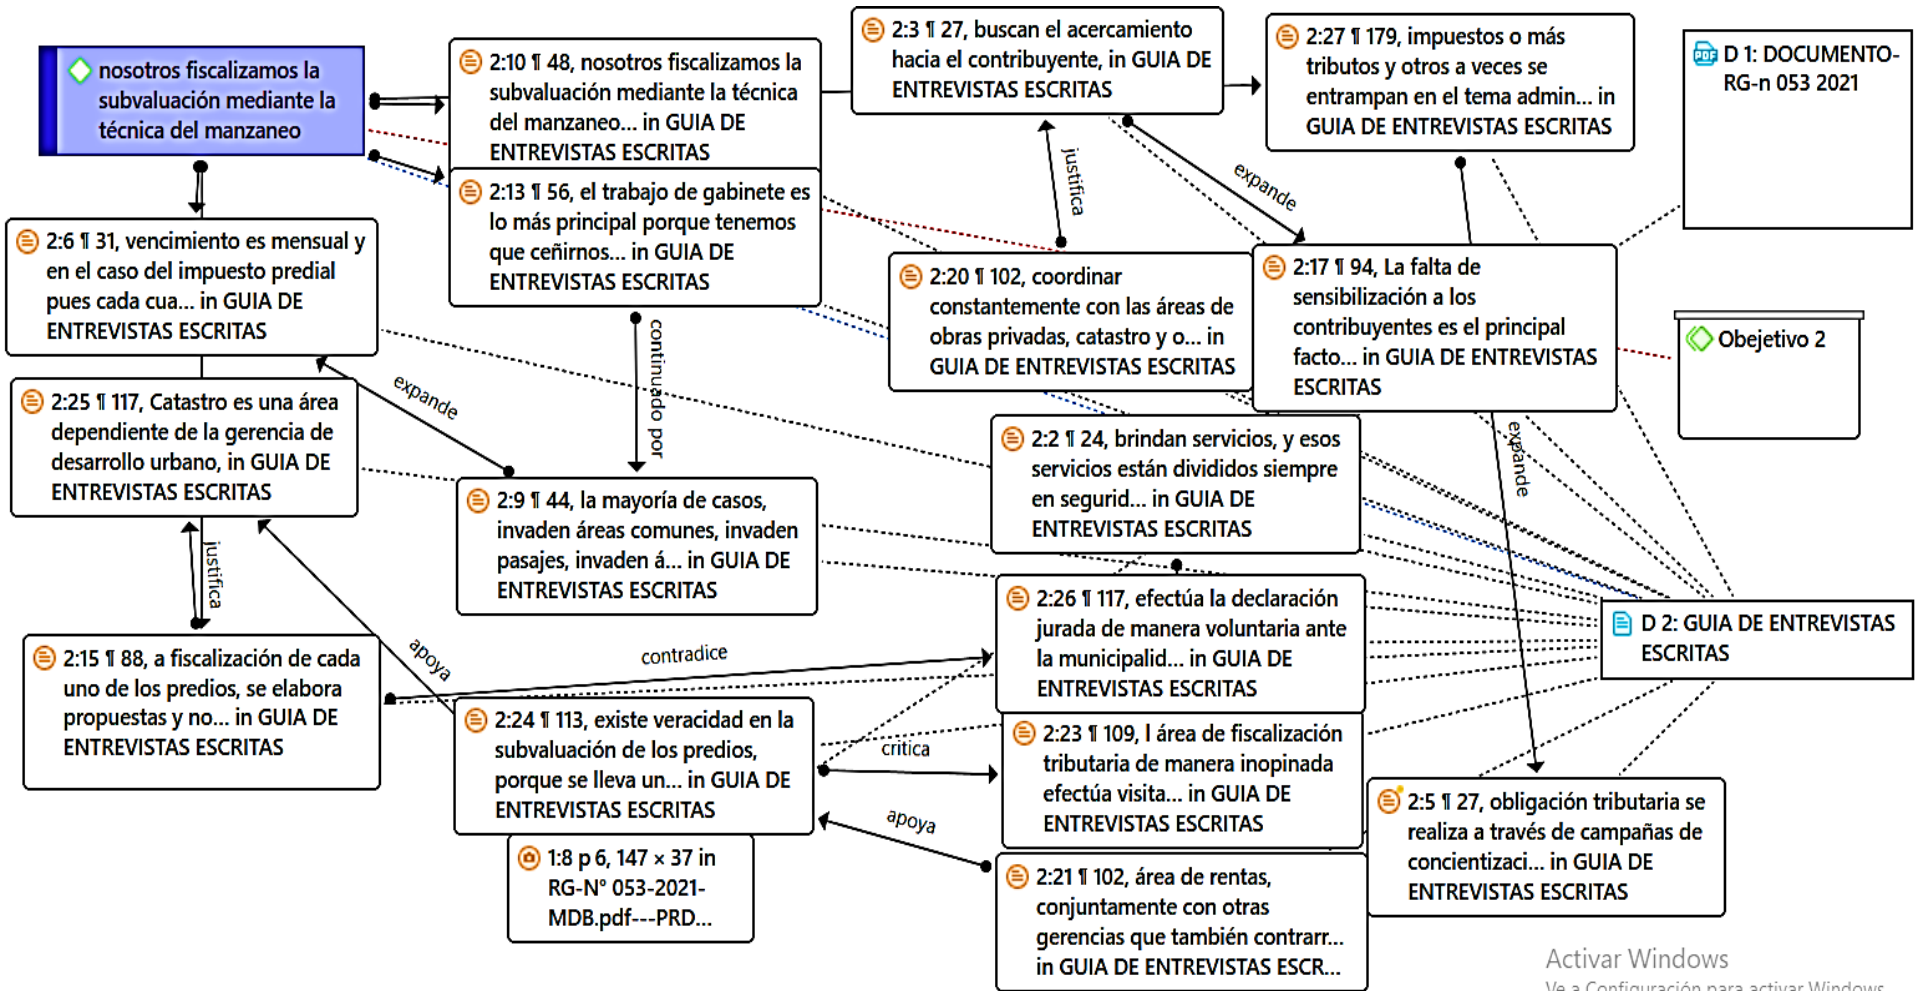 nosotros fiscalizamos la
subvaluación mediante la
técnica del manzaneo
2:10 ¶ 48, nosotros fiscalizamos la
subvaluación mediante la técnica
del manzaneo... in GUIA DE
ENTREVISTAS ESCRITAS
2:3 ¶ 27, buscan el acercamiento
hacia el contribuyente, in GUIA DE
ENTREVISTAS ESCRITAS
2:27 ¶ 179, impuestos o más
tributos y otros a veces se
entrampan en el tema admin... in
GUIA DE ENTREVISTAS ESCRITAS
D 1: DOCUMENTO-
RG-n 053 2021
2:13 ¶ 56, el trabajo de gabinete es
lo más principal porque tenemos
que ceñirnos... in GUIA DE
ENTREVISTAS ESCRITAS
justifica
expande
2:6 ¶ 31, vencimiento es mensual y
en el caso del impuesto predial
pues cada cua... in GUIA DE
ENTREVISTAS ESCRITAS
2:20 ¶ 102, coordinar
constantemente con las áreas de
obras privadas, catastro y o... in
GUIA DE ENTREVISTAS ESCRITAS
2:17 ¶ 94, La falta de
sensibilización a los
contribuyentes es el principal
facto... in GUIA DE ENTREVISTAS
ESCRITAS
Obejetivo 2
continuado por
expande
2:25 ¶ 117, Catastro es una área
dependiente de la gerencia de
desarrollo urbano, in GUIA DE
ENTREVISTAS ESCRITAS
2:2 ¶ 24, brindan servicios, y esos
servicios están divididos siempre
en segurid... in GUIA DE
ENTREVISTAS ESCRITAS
expande
2:9 ¶ 44, la mayoría de casos,
invaden áreas comunes, invaden
pasajes, invaden á... in GUIA DE
ENTREVISTAS ESCRITAS
justifica
2:26 ¶ 117, efectúa la declaración
jurada de manera voluntaria ante
la municipalid... in GUIA DE
ENTREVISTAS ESCRITAS
D 2: GUIA DE ENTREVISTAS
ESCRITAS
2:15 ¶ 88, a fiscalización de cada
uno de los predios, se elabora
propuestas y no... in GUIA DE
ENTREVISTAS ESCRITAS
apoya
contradice
2:24 ¶ 113, existe veracidad en la
subvaluación de los predios,
porque se lleva un... in GUIA DE
ENTREVISTAS ESCRITAS
critica
2:23 ¶ 109, l área de fiscalización
tributaria de manera inopinada
efectúa visita... in GUIA DE
ENTREVISTAS ESCRITAS
2:5 ¶ 27, obligación tributaria se
realiza a través de campañas de
concientizaci... in GUIA DE
ENTREVISTAS ESCRITAS
apoya
1:8 p 6, 147 × 37 in
RG-Nº 053-2021-
MDB.pdf---PRD...
2:21 ¶ 102, área de rentas,
conjuntamente con otras
gerencias que también contrarr...
in GUIA DE ENTREVISTAS ESCR...
Activar Windows
Ve a Configuración para activar Windows